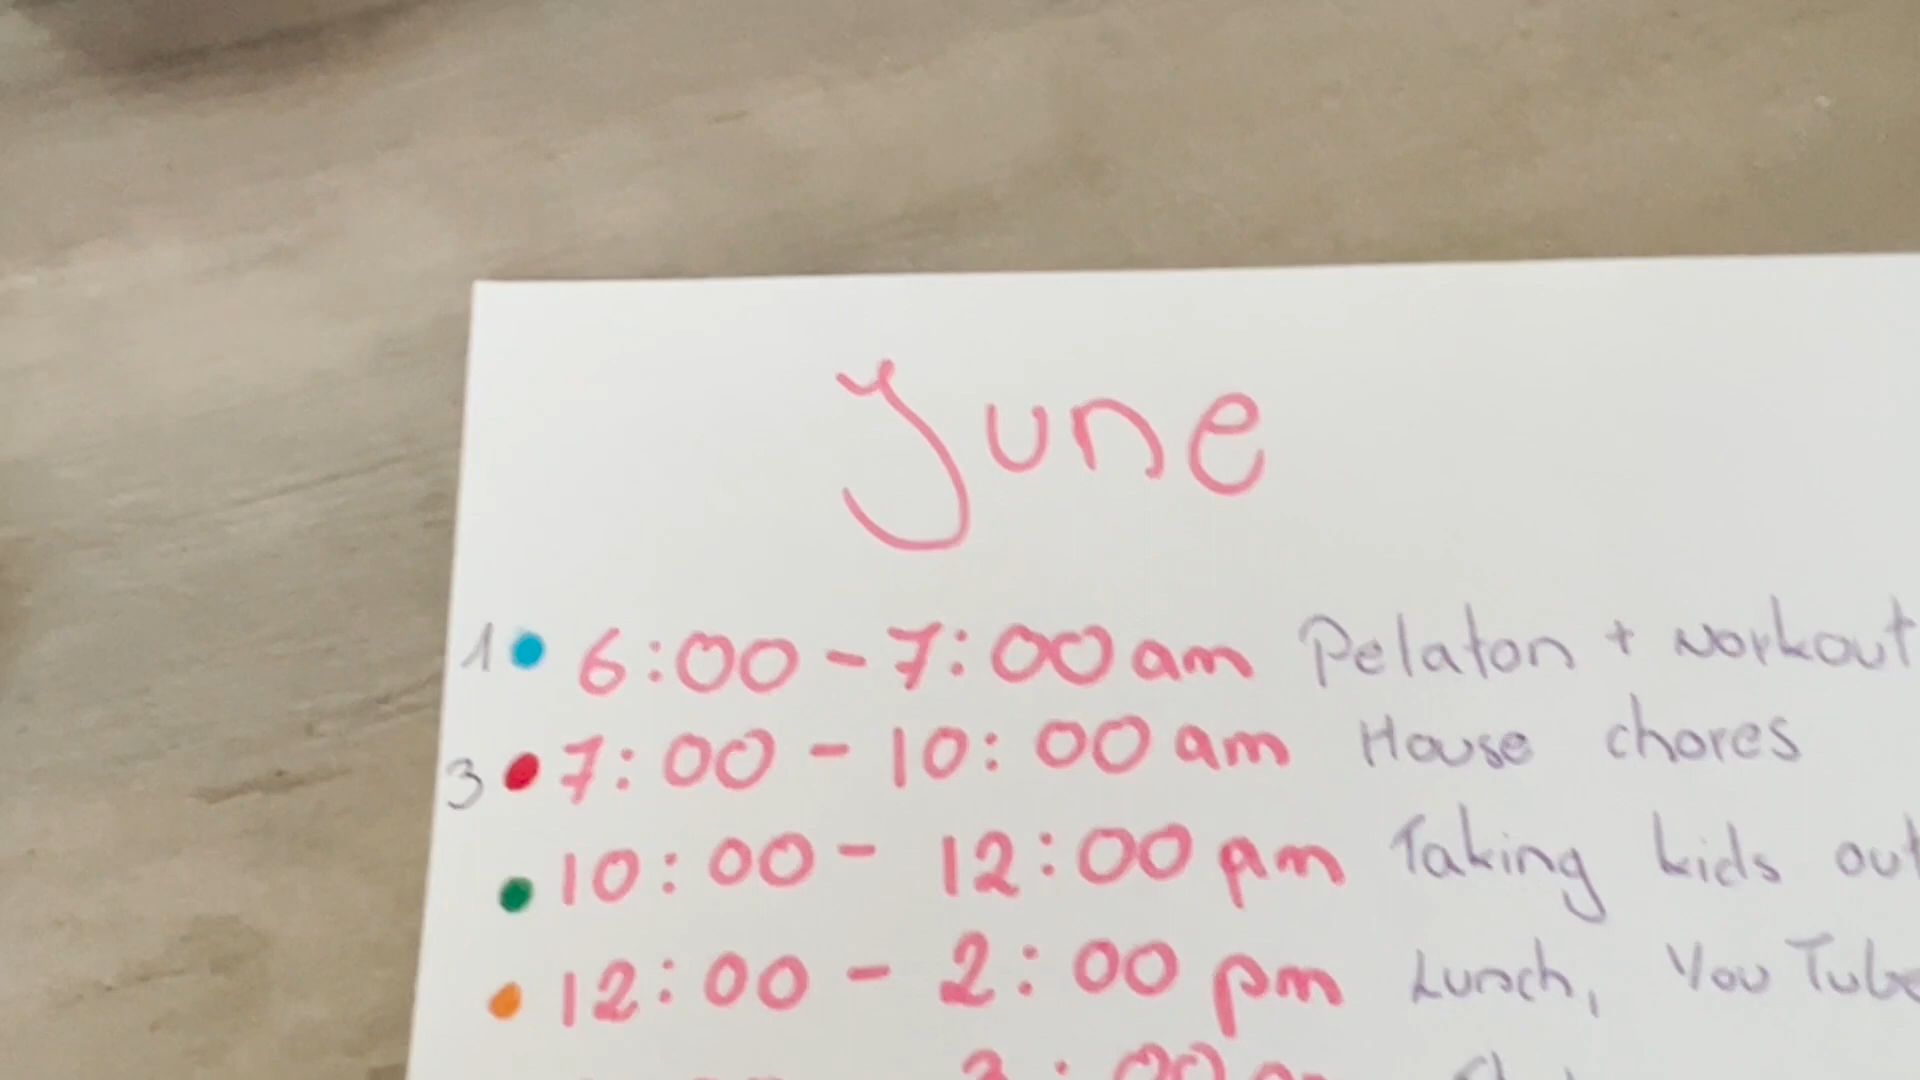 June
1 • 6:00 - 7:00 am Pelaton + workout
3 • 7:00 - 10:00 am House chores
• 10:00 - 12:00 pm Taking kids out
• 12:00 - 2:00 pm Lunch, YouTube